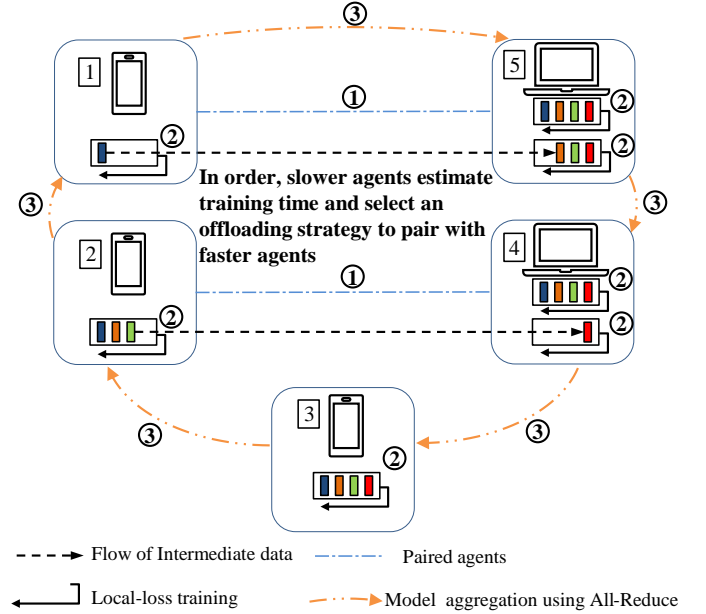 ③
1
5
①
②
②
②
In order, slower agents estimate
training time and select an
offloading strategy to pair with
faster agents
③
③
2
4
①
②
②
②
3
③
③
②
Flow of Intermediate data
Paired agents
Local-loss training
Model aggregation using All-Reduce